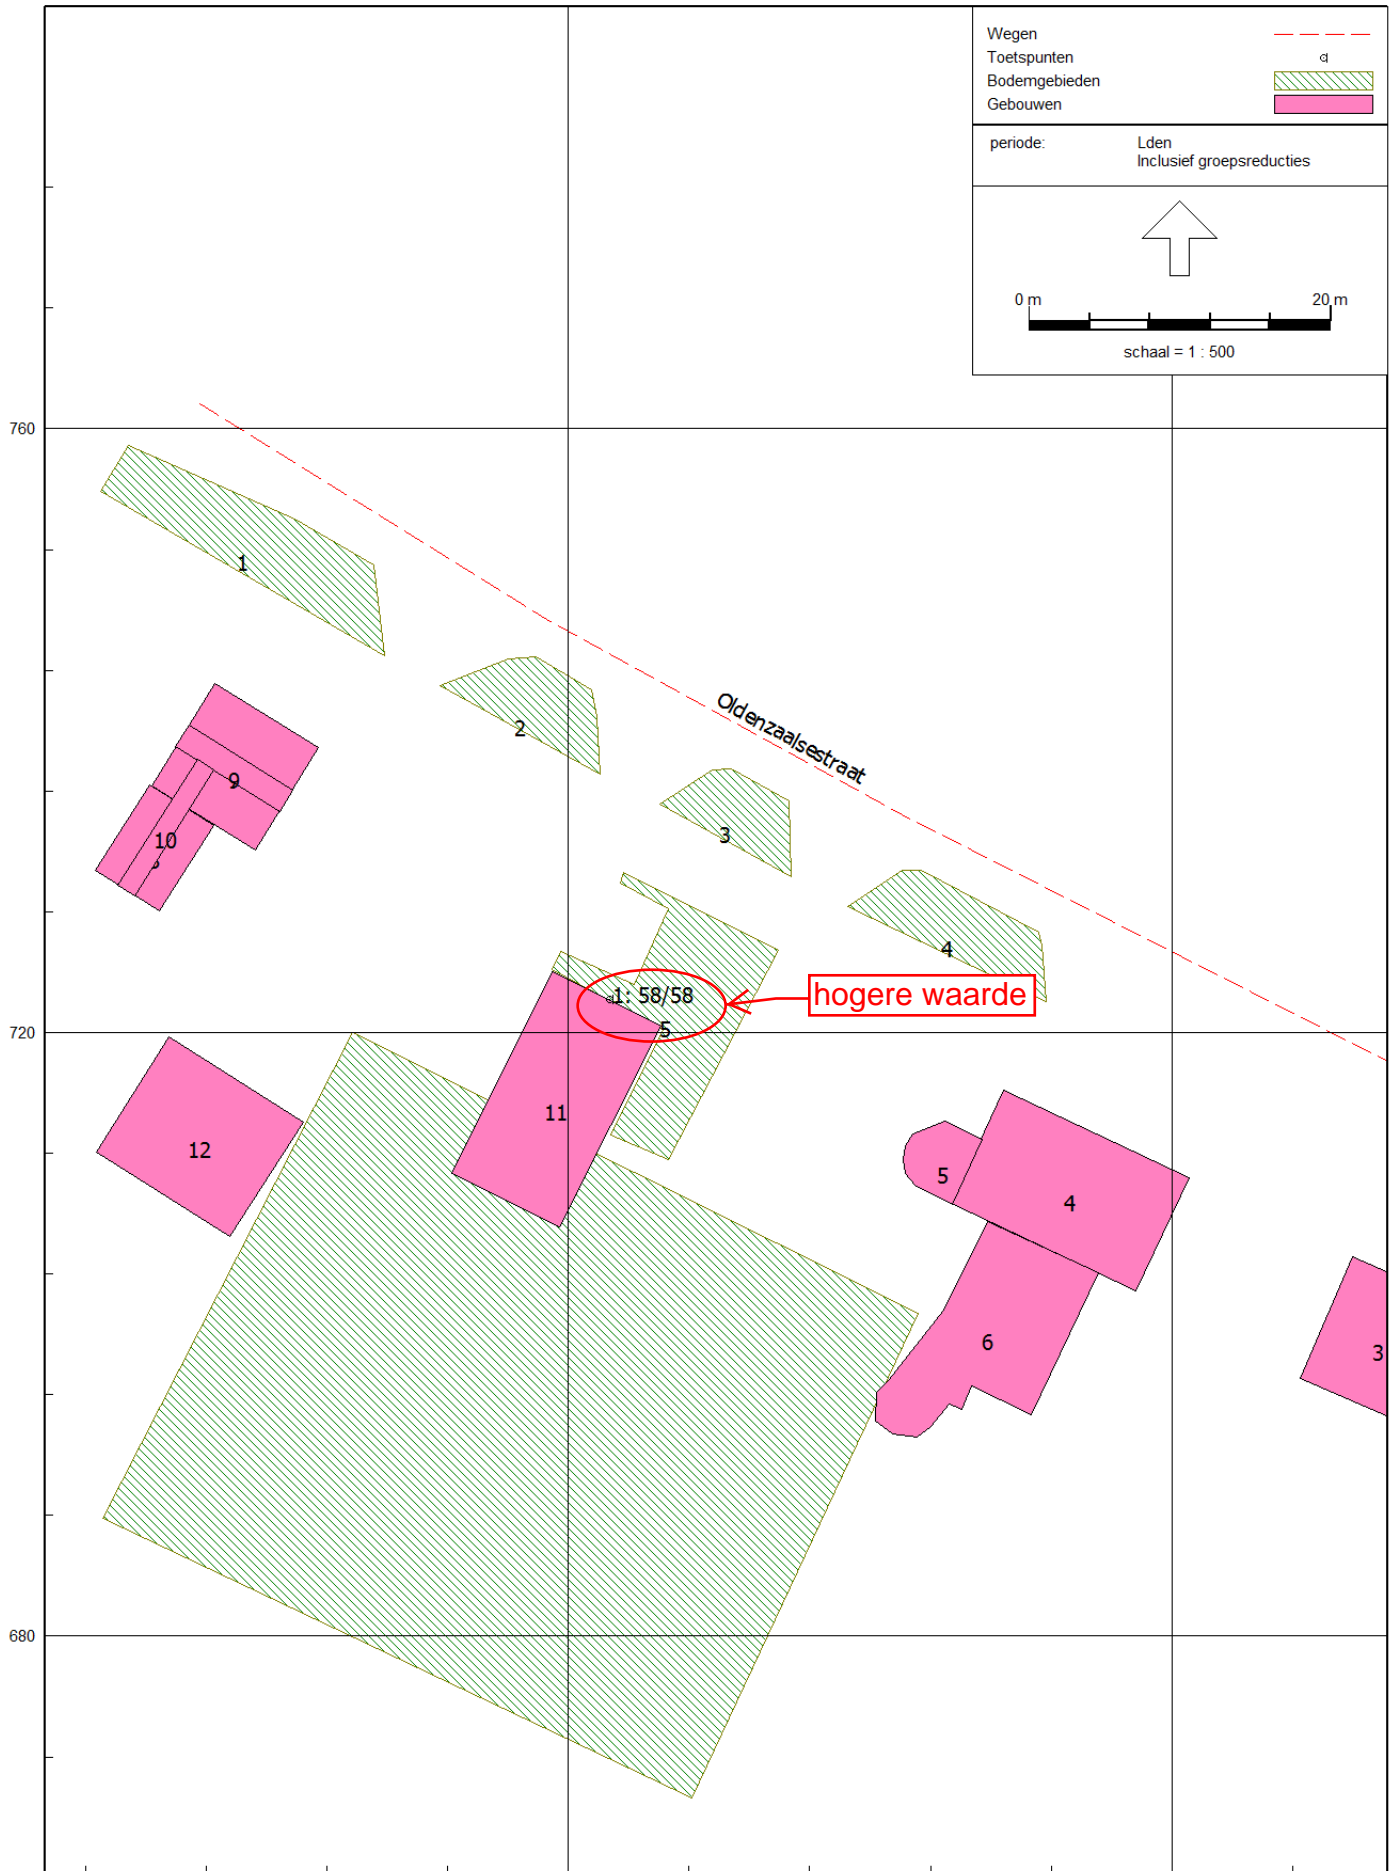 Wegen
Toetspunten
Bodemgebieden
Gebouwen
periode: Lden
Inclusief groepsreducties
0 m 20 m
schaal = 1 : 500
760
1
2
Oldenzaalsestraat
9
3
10
4
1: 58/58
hogere waarde
720
5
11
12
5
4
6
3
680